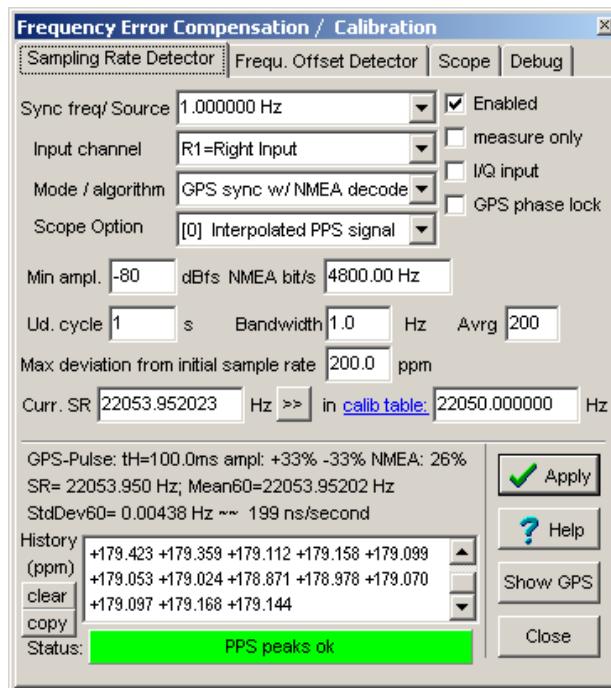 Frequency Error Compensation / Calibration
Sampling Rate Detector Frequ. Offset Detector Scope Debug
Sync freq/ Source 1.000000 Hz Enabled
Input channel R1=Right Input measure only
I/Q input
Mode / algorithm GPS sync w/ NMEA decode
GPS phase lock
Scope Option [0] Interpolated PPS signal
Min ampl. -80 dBfs NMEA bit/s 4800.00 Hz
Ud. cycle 1 s Bandwidth 1.0 Hz Avrg 200
Max deviation from initial sample rate 200.0 ppm
Curr. SR 22053.952023 Hz >> in calib table: 22050.000000 Hz
GPS-Pulse: tH=100.0ms ampl: +33% -33% NMEA: 26%
SR= 22053.950 Hz; Mean60=22053.95202 Hz
StdDev60= 0.00438 Hz ~~ 199 ns/second
History (ppm)
clear
copy
+179.423 +179.359 +179.112 +179.158 +179.099
+179.053 +179.024 +178.871 +178.978 +179.070
+179.097 +179.168 +179.144
Status: PPS peaks ok
Apply
Help
Show GPS
Close